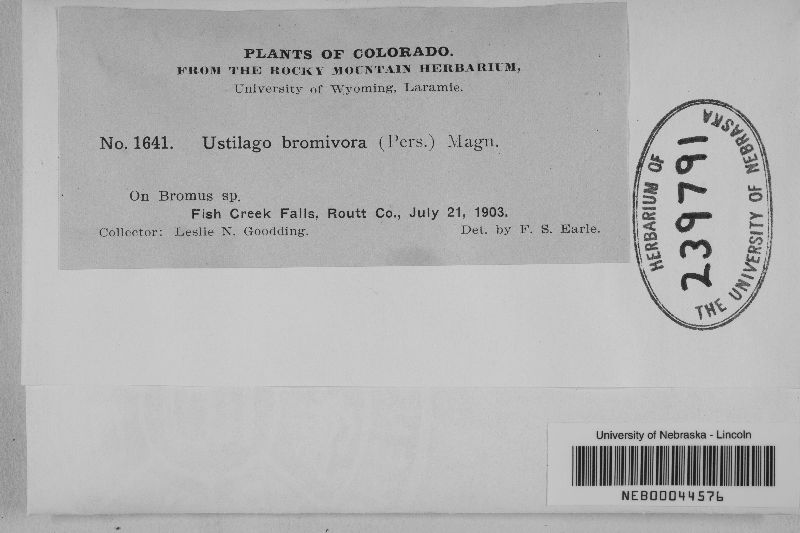 PLANTS OF COLORADO.
FROM THE ROCKY MOUNTAIN HERBARIUM,
University of Wyoming, Laramie.
No. 1641. Ustilago bromivora (Pers.) Magn.
On Bromus sp.
Fish Creek Falls, Routt Co., July 21, 1903.
Collector: Leslie N. Goodding. Det. by F. S. Earle.
HERBARIUM OF
239791
THE UNIVERSITY OF NEBRASKA
University of Nebraska - Lincoln
NEB00044576